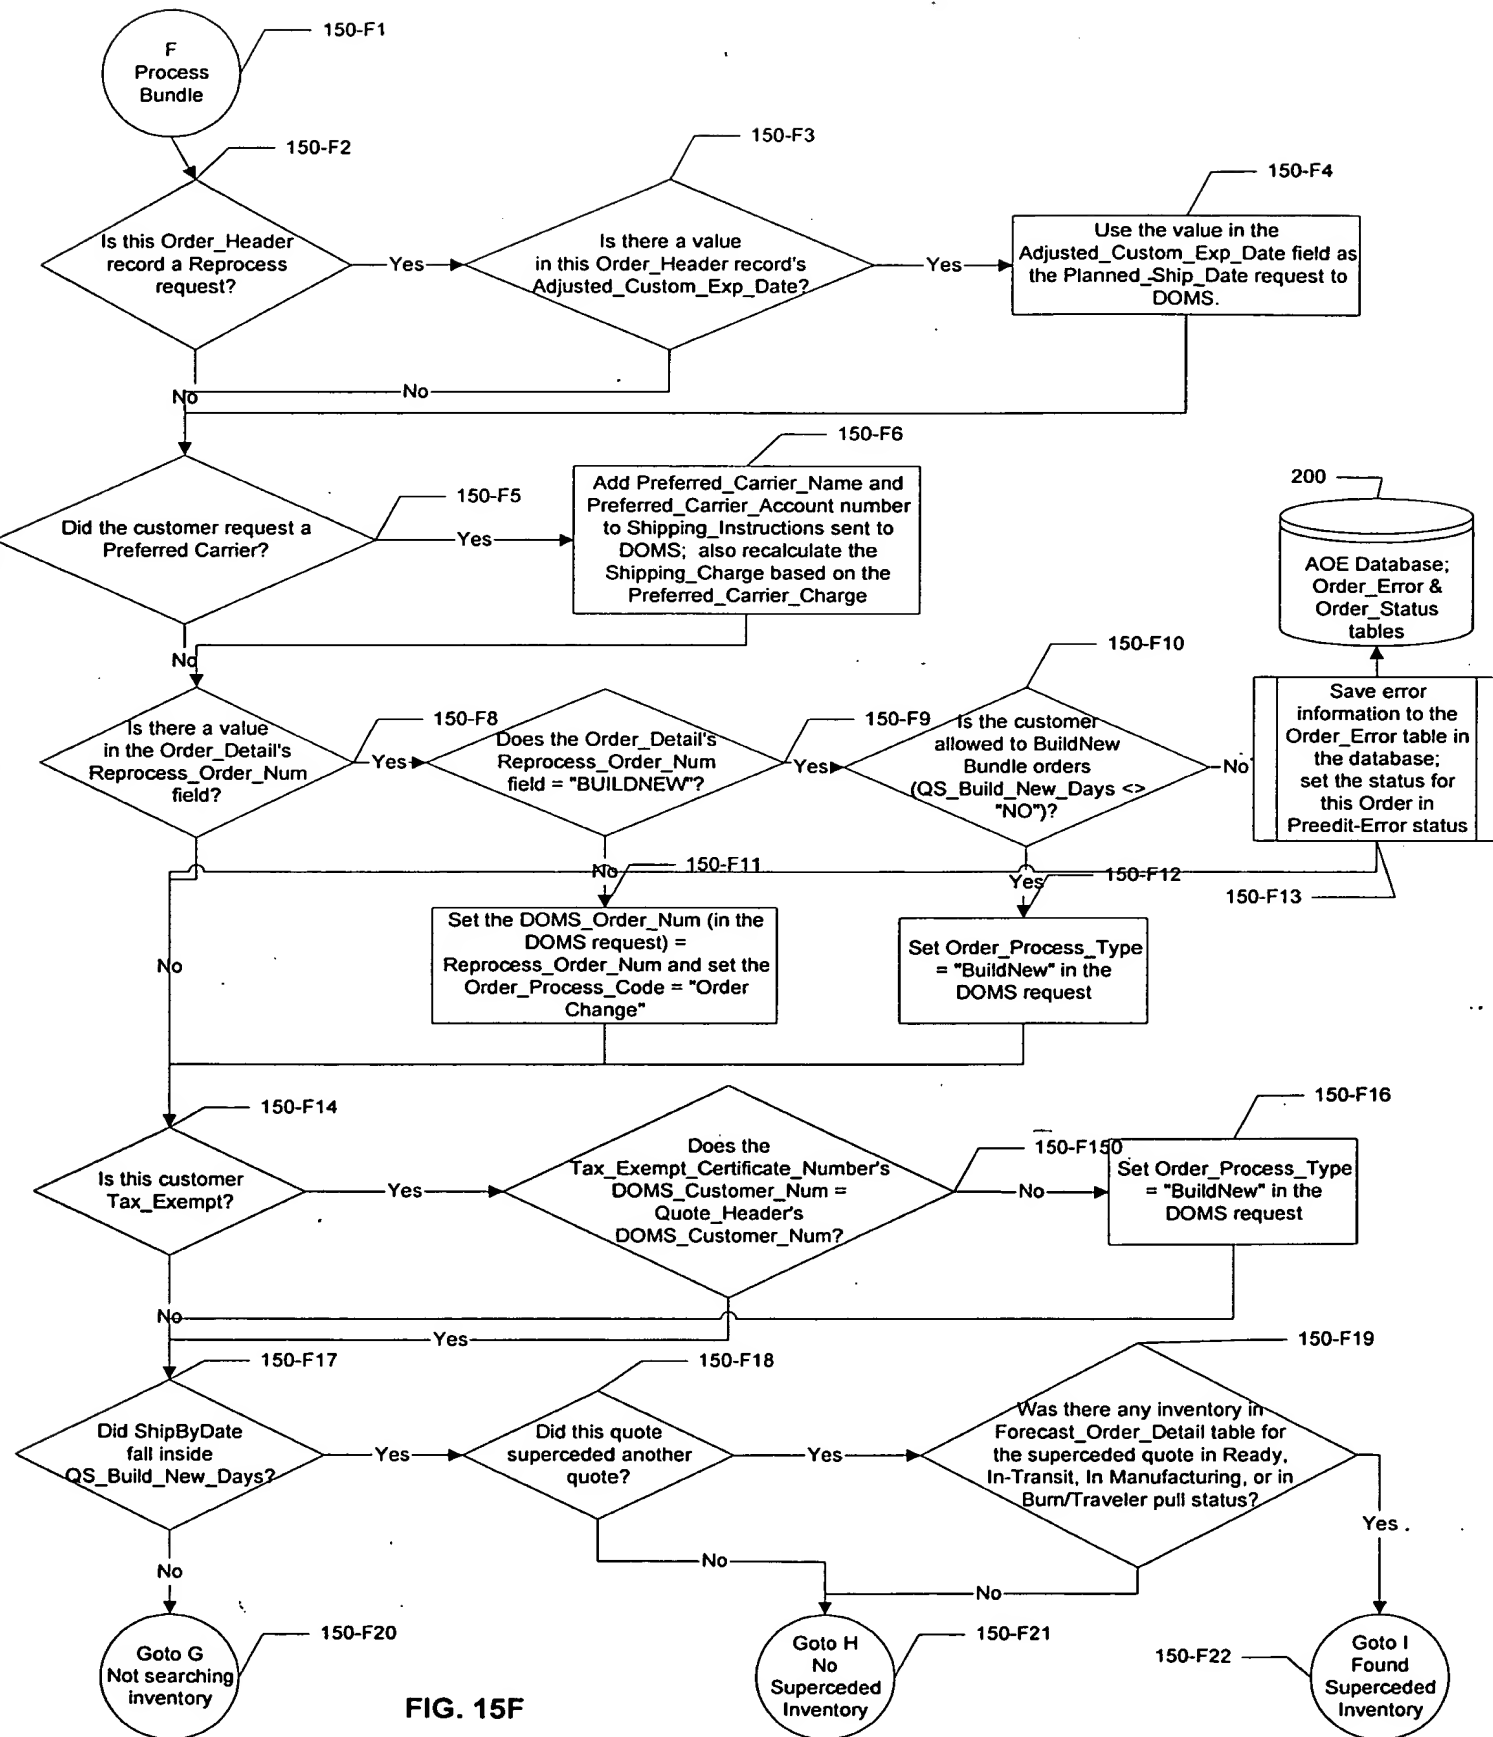 150-F1
F
Process
Bundle
150-F2
150-F3
150-F4
Is this Order_Header
record a Reprocess
request?
Yes
Is there a value
in this Order_Header record's
Adjusted_Custom_Exp_Date?
Yes
Use the value in the
Adjusted_Custom_Exp_Date field as
the Planned_Ship_Date request to
DOMS.
No
No
150-F5
150-F6
Did the customer request a
Preferred Carrier?
Yes
Add Preferred_Carrier_Name and
Preferred_Carrier_Account number
to Shipping_Instructions sent to
DOMS; also recalculate the
Shipping_Charge based on the
Preferred_Carrier_Charge
200
AOE Database;
Order_Error &
Order_Status
tables
No
150-F8
150-F9
150-F10
Is there a value
in the Order_Detail's
Reprocess_Order_Num
field?
Yes
Does the Order_Detail's
Reprocess_Order_Num
field = "BUILDNEW"?
Yes
Is the customer
allowed to BuildNew
Bundle orders
(QS_Build_New_Days <>
"NO")?
No
Save error
information to the
Order_Error table in
the database;
set the status for
this Order in
Preedit-Error status
No
150-F11
Yes
150-F12
150-F13
No
Set the DOMS_Order_Num (in the
DOMS request) =
Reprocess_Order_Num and set the
Order_Process_Code = "Order
Change"
Set Order_Process_Type
= "BuildNew" in the
DOMS request
150-F14
150-F150
150-F16
Is this customer
Tax_Exempt?
Yes
Does the
Tax_Exempt_Certificate_Number's
DOMS_Customer_Num =
Quote_Header's
DOMS_Customer_Num?
No
Set Order_Process_Type
= "BuildNew" in the
DOMS request
No
Yes
150-F17
150-F18
150-F19
Did ShipByDate
fall inside
QS_Build_New_Days?
Yes
Did this quote
superceded another
quote?
Yes
Was there any inventory in
Forecast_Order_Detail table for
the superceded quote in Ready,
In-Transit, In Manufacturing, or in
Burn/Traveler pull status?
Yes
No
No
No
150-F20
Goto G
Not searching
inventory
150-F21
Goto H
No
Superceded
Inventory
150-F22
Goto I
Found
Superceded
Inventory
FIG. 15F